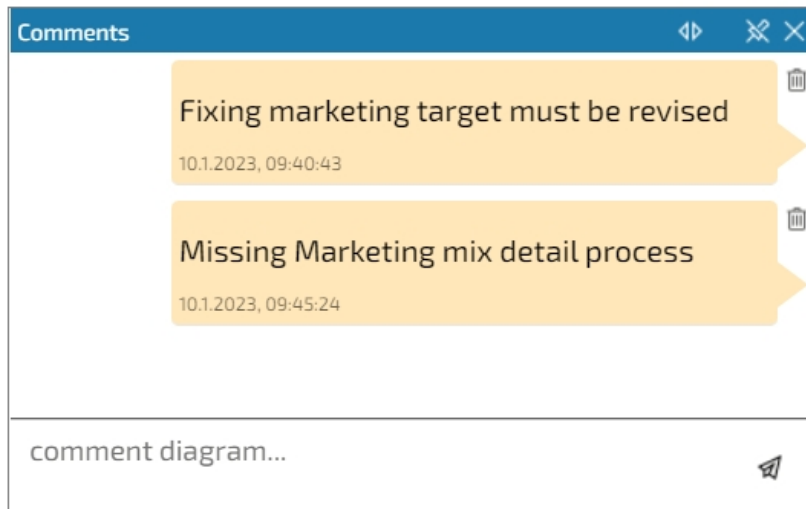 Comments
Fixing marketing target must be revised
10.1.2023, 09:40:43
Missing Marketing mix detail process
10.1.2023, 09:45:24
comment diagram...